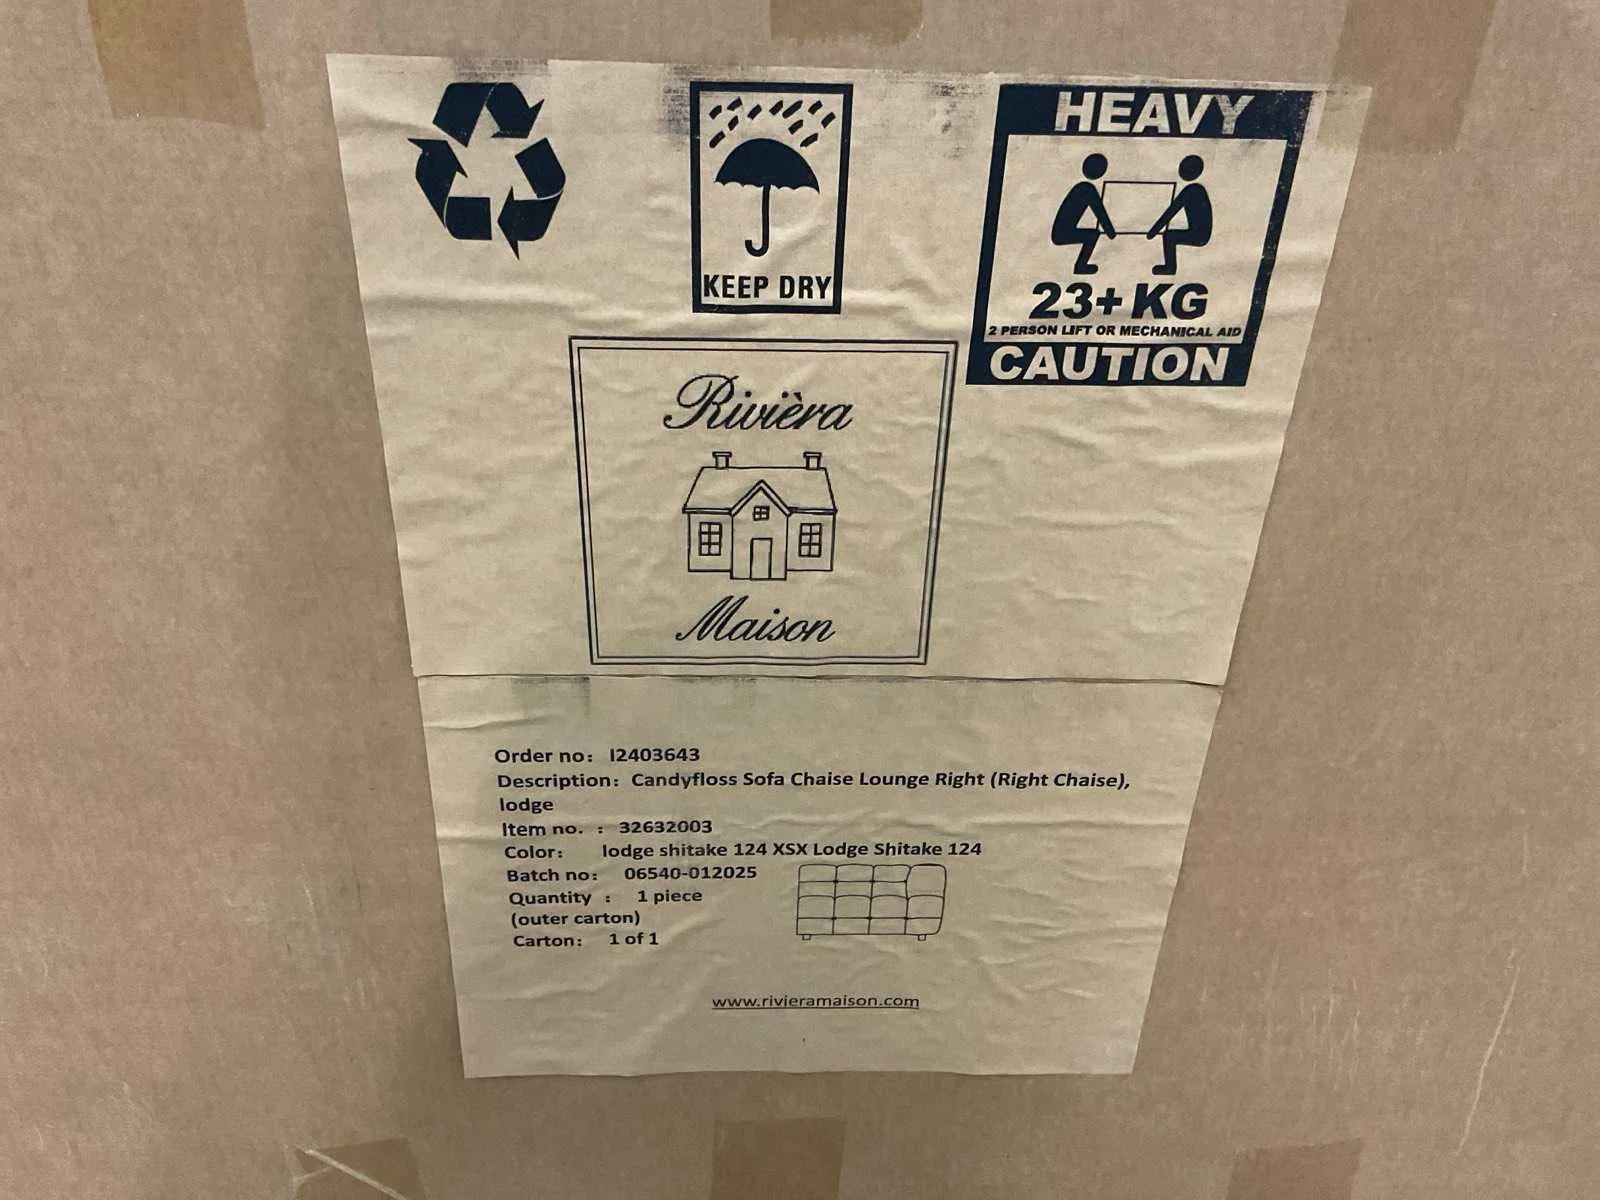 KEEP DRY
HEAVY
23+ KG
2 PERSON LIFT OR MECHANICAL AID
CAUTION
Rivièra
Maison
Order no: I2403643
Description: Candyfloss Sofa Chaise Lounge Right (Right Chaise),
lodge
Item no. : 32632003
Color: lodge shitake 124 XSX Lodge Shitake 124
Batch no: 06540-012025
Quantity : 1 piece
(outer carton)
Carton: 1 of 1
www.rivieramaison.com